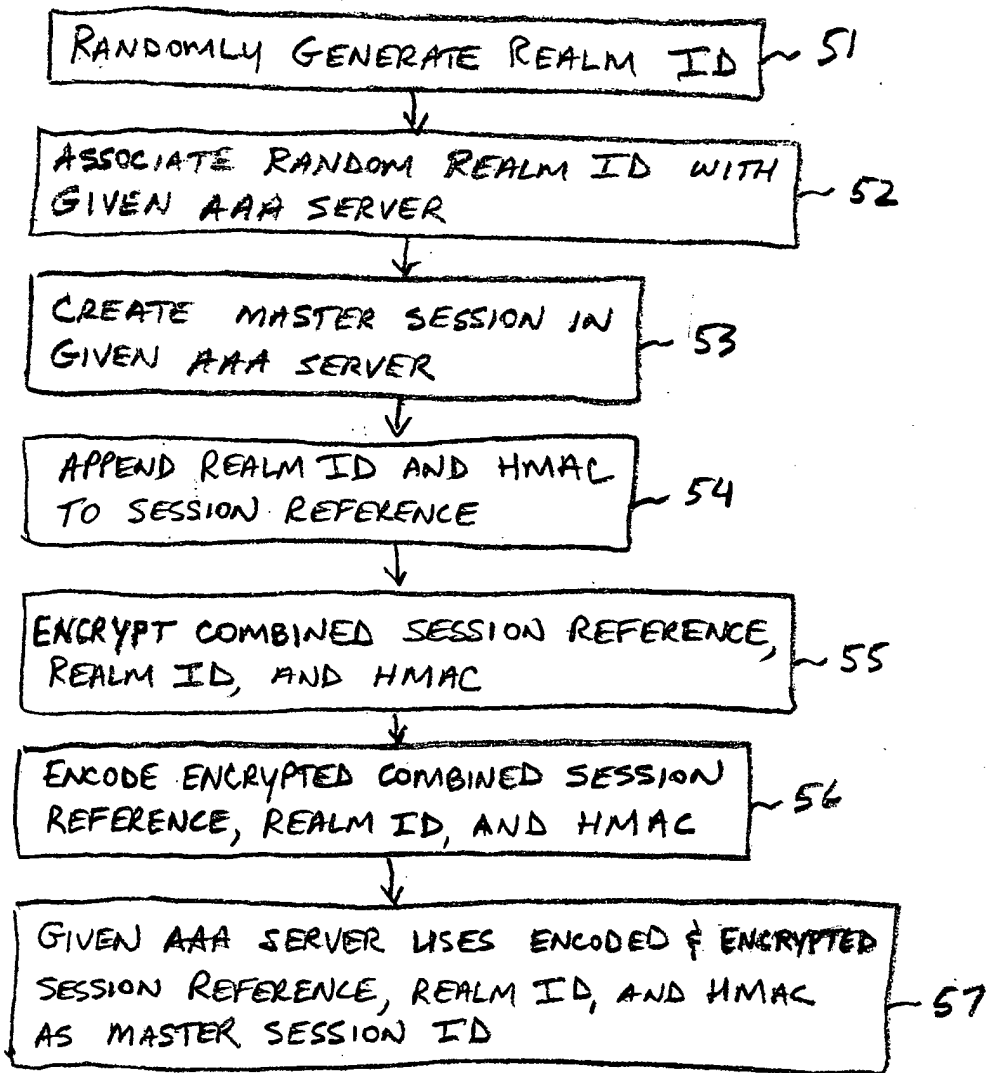 RANDOMLY GENERATE REALM ID 51
ASSOCIATE RANDOM REALM ID WITH
GIVEN AAA SERVER 52
CREATE MASTER SESSION IN
GIVEN AAA SERVER 53
APPEND REALM ID AND HMAC
TO SESSION REFERENCE 54
ENCRYPT COMBINED SESSION REFERENCE,
REALM ID, AND HMAC 55
ENCODE ENCRYPTED COMBINED SESSION
REFERENCE, REALM ID, AND HMAC 56
GIVEN AAA SERVER USES ENCODED & ENCRYPTED
SESSION REFERENCE, REALM ID, AND HMAC
AS MASTER SESSION ID 57